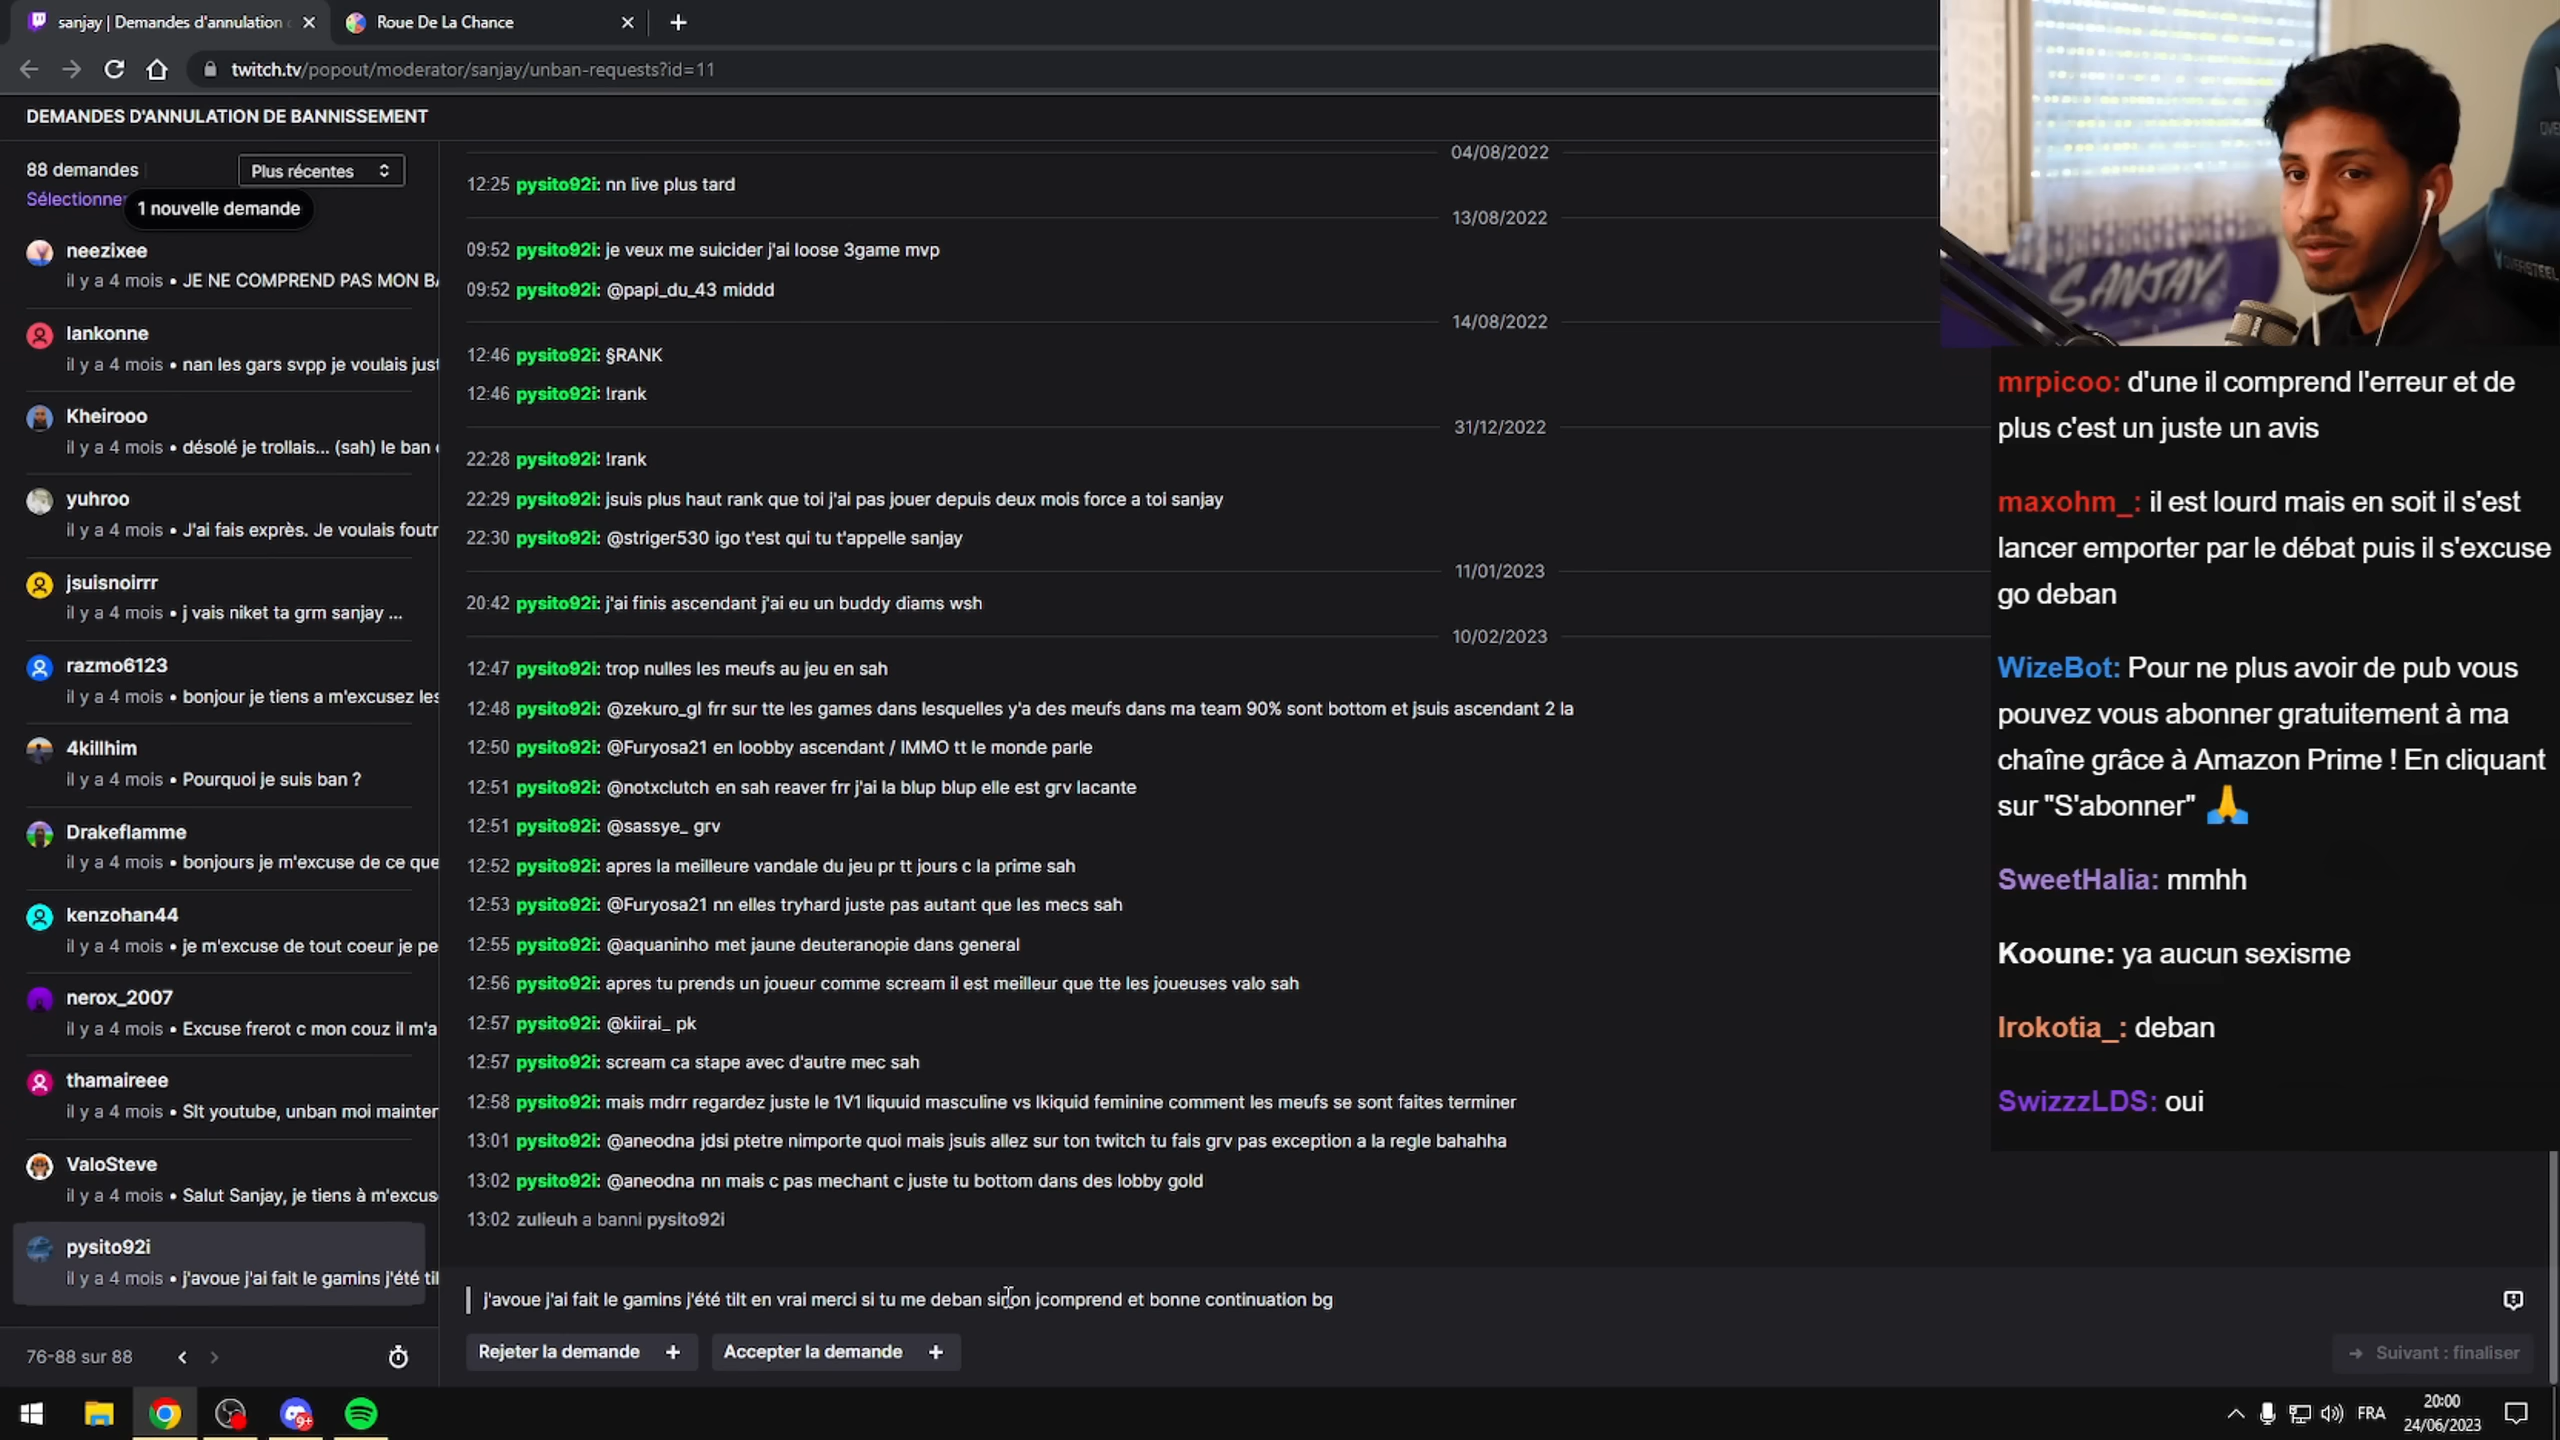 sanjay | Demandes d'annulation
Roue De La Chance
twitch.tv/popout/moderator/sanjay/unban-requests?id=11
DEMANDES D'ANNULATION DE BANNISSEMENT
88 demandes
Plus récentes
Sélectionner
1 nouvelle demande
neezixee
il y a 4 mois • JE NE COMPREND PAS MON BA
lankonne
il y a 4 mois • nan les gars svpp je voulais just
Kheirooo
il y a 4 mois • désolé je trollais... (sah) le ban
yuhroo
il y a 4 mois • J'ai fais exprès. Je voulais foutr
jsuisnoirrr
il y a 4 mois • j vais niket ta grm sanjay ...
razmo6123
il y a 4 mois • bonjour je tiens a m'excusez les
4killhim
il y a 4 mois • Pourquoi je suis ban ?
Drakeflamme
il y a 4 mois • bonjours je m'excuse de ce que
kenzohan44
il y a 4 mois • je m'excuse de tout coeur je pe
nerox_2007
il y a 4 mois • Excuse frerot c mon couz il m'a
thamaireee
il y a 4 mois • Slt youtube, unban moi mainter
ValoSteve
il y a 4 mois • Salut Sanjay, je tiens à m'excus
pysito92i
il y a 4 mois • j'avoue j'ai fait le gamins j'été til
76-88 sur 88
04/08/2022
12:25 pysito92i: nn live plus tard
13/08/2022
09:52 pysito92i: je veux me suicider j'ai loose 3game mvp
09:52 pysito92i: @papi_du_43 middd
14/08/2022
12:46 pysito92i: §RANK
12:46 pysito92i: !rank
31/12/2022
22:28 pysito92i: !rank
22:29 pysito92i: jsuis plus haut rank que toi j'ai pas jouer depuis deux mois force a toi sanjay
22:30 pysito92i: @striger530 igo t'est qui tu t'appelle sanjay
11/01/2023
20:42 pysito92i: j'ai finis ascendant j'ai eu un buddy diams wsh
10/02/2023
12:47 pysito92i: trop nulles les meufs au jeu en sah
12:48 pysito92i: @zekuro_gl frr sur tte les games dans lesquelles y'a des meufs dans ma team 90% sont bottom et jsuis ascendant 2 la
12:50 pysito92i: @Furyosa21 en loobby ascendant / IMMO tt le monde parle
12:51 pysito92i: @notxclutch en sah reaver frr j'ai la blup blup elle est grv lacante
12:51 pysito92i: @sassye_ grv
12:52 pysito92i: apres la meilleure vandale du jeu pr tt jours c la prime sah
12:53 pysito92i: @Furyosa21 nn elles tryhard juste pas autant que les mecs sah
12:55 pysito92i: @aquaninho met jaune deuteranopie dans general
12:56 pysito92i: apres tu prends un joueur comme scream il est meilleur que tte les joueuses valo sah
12:57 pysito92i: @kiirai_ pk
12:57 pysito92i: scream ca stape avec d'autre mec sah
12:58 pysito92i: mais mdrr regardez juste le 1V1 liquuid masculine vs lkiquid feminine comment les meufs se sont faites terminer
13:01 pysito92i: @aneodna jdsi ptetre nimporte quoi mais jsuis allez sur ton twitch tu fais grv pas exception a la regle bahahha
13:02 pysito92i: @aneodna nn mais c pas mechant c juste tu bottom dans des lobby gold
13:02 zulieuh a banni pysito92i
j'avoue j'ai fait le gamins j'été tilt en vrai merci si tu me deban sinon jcomprend et bonne continuation bg
Rejeter la demande
Accepter la demande
Suivant : finaliser
SANJAY
mrpicoo: d'une il comprend l'erreur et de
plus c'est un juste un avis
maxohm_: il est lourd mais en soit il s'est
lancer emporter par le débat puis il s'excuse
go deban
WizeBot: Pour ne plus avoir de pub vous
pouvez vous abonner gratuitement à ma
chaîne grâce à Amazon Prime ! En cliquant
sur "S'abonner" 🙏
SweetHalia: mmhh
Kooune: ya aucun sexisme
Irokotia_: deban
SwizzzLDS: oui
9+
FRA
20:00
24/06/2023